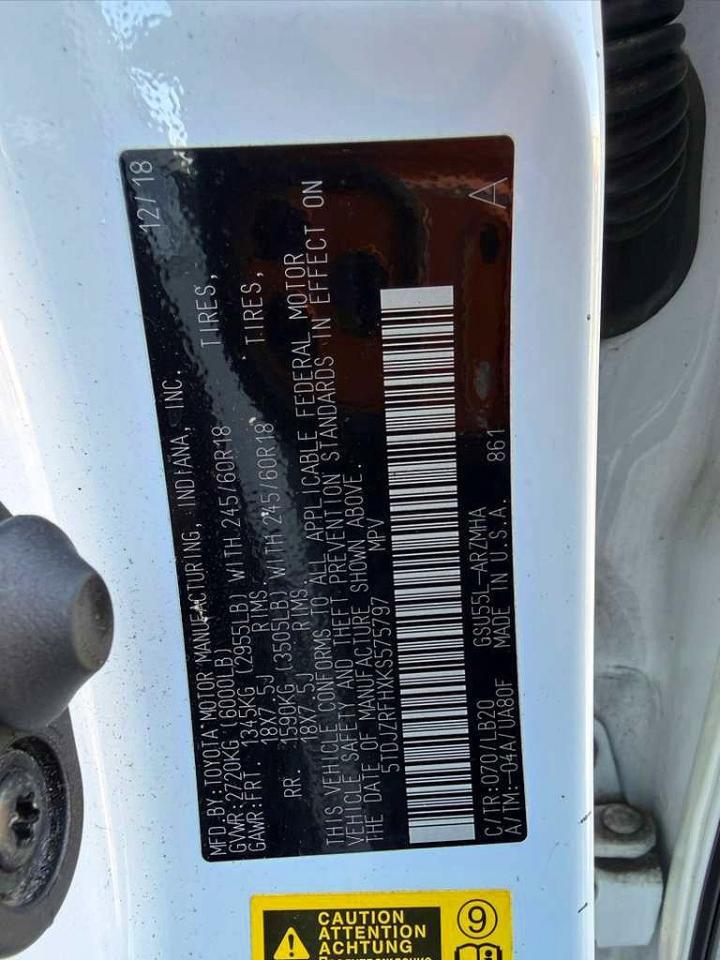 MFD BY: TOYOTA MOTOR MANUFACTURING, INDIANA, INC. 12/18
GVWR: 2720KG (6000LB)
GAWR: FRT. 1345KG (2955LB) WITH 245/60R18 TIRES,
18X7.5J RIMS
RR. 1590KG (3505LB) WITH 245/60R18 TIRES,
18X7.5J RIMS.
THIS VEHICLE CONFORMS TO ALL APPLICABLE FEDERAL MOTOR
VEHICLE SAFETY AND THEFT PREVENTION STANDARDS IN EFFECT ON
THE DATE OF MANUFACTURE SHOWN ABOVE.
5TDJZRFHXKS575797 MPV
C/TR: 070/LB20 GSU55L-ARZMHA
A/TM:-04A/UA80F MADE IN U.S.A. 861 A
CAUTION
ATTENTION
ACHTUNG
9